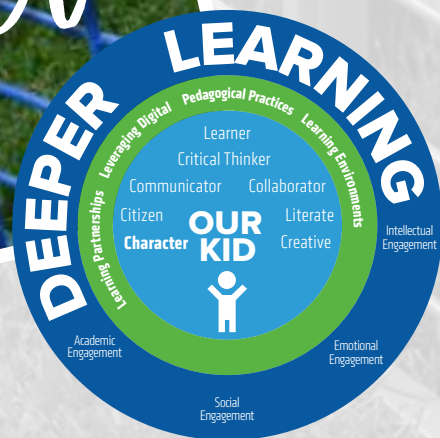 DEEPER LEARNING
Learning Partnerships Leveraging Digital Pedagogical Practices Learning Environments
Learner
Critical Thinker
Communicator Collaborator
Citizen
Literate
OUR
KID
Character
Creative
Intellectual
Engagement
Emotional
Engagement
Academic
Engagement
Social
Engagement